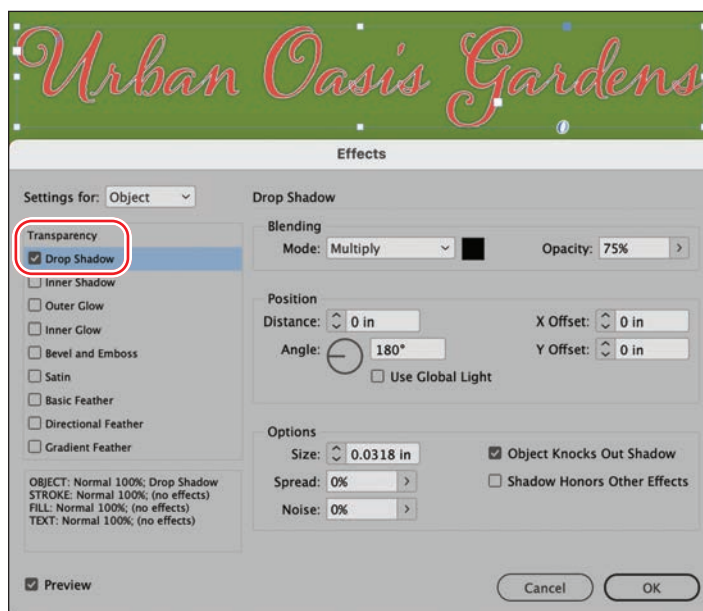 Urban Oasis Gardens
Effects
Settings for: Object
Transparency
Drop Shadow
Inner Shadow
Outer Glow
Inner Glow
Bevel and Emboss
Satin
Basic Feather
Directional Feather
Gradient Feather
OBJECT: Normal 100%; Drop Shadow
STROKE: Normal 100%; (no effects)
FILL: Normal 100%; (no effects)
TEXT: Normal 100%; (no effects)
Preview
Drop Shadow
Blending
Mode: Multiply Opacity: 75%
Position
Distance: 0 in X Offset: 0 in
Angle: 180° Y Offset: 0 in
Use Global Light
Options
Size: 0.0318 in Object Knocks Out Shadow
Spread: 0% Shadow Honors Other Effects
Noise: 0%
Cancel OK